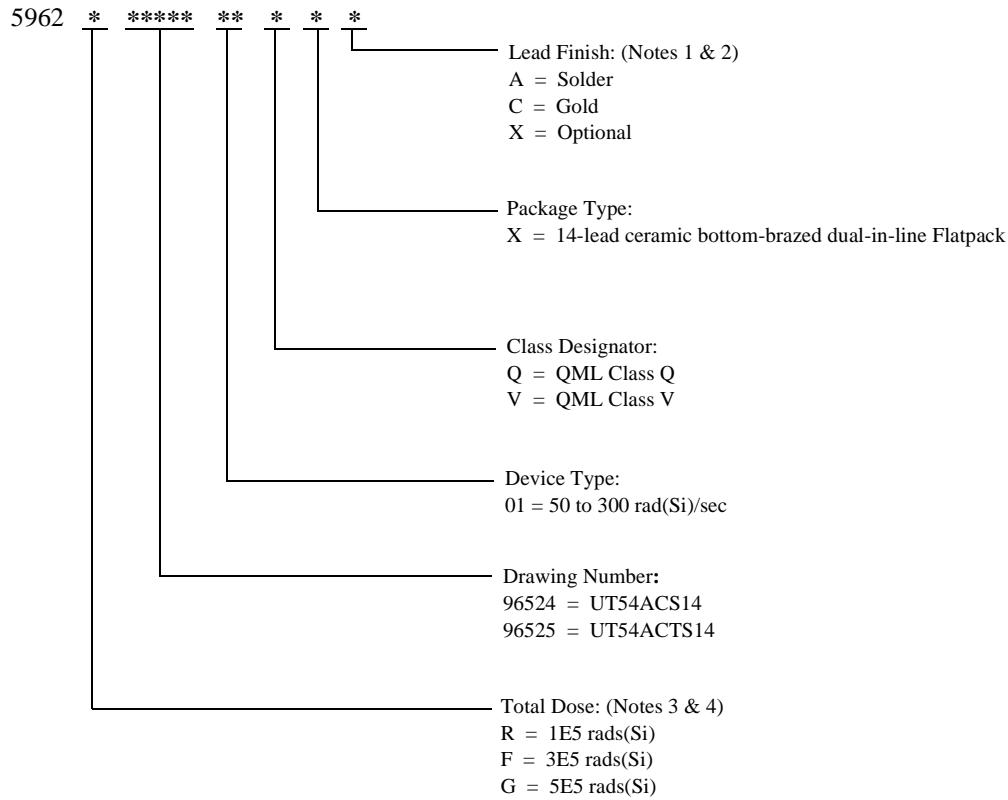 5962 * ***** ** * * *
Lead Finish: (Notes 1 & 2)
A = Solder
C = Gold
X = Optional
Package Type:
X = 14-lead ceramic bottom-brazed dual-in-line Flatpack
Class Designator:
Q = QML Class Q
V = QML Class V
Device Type:
01 = 50 to 300 rad(Si)/sec
Drawing Number:
96524 = UT54ACS14
96525 = UT54ACTS14
Total Dose: (Notes 3 & 4)
R = 1E5 rads(Si)
F = 3E5 rads(Si)
G = 5E5 rads(Si)